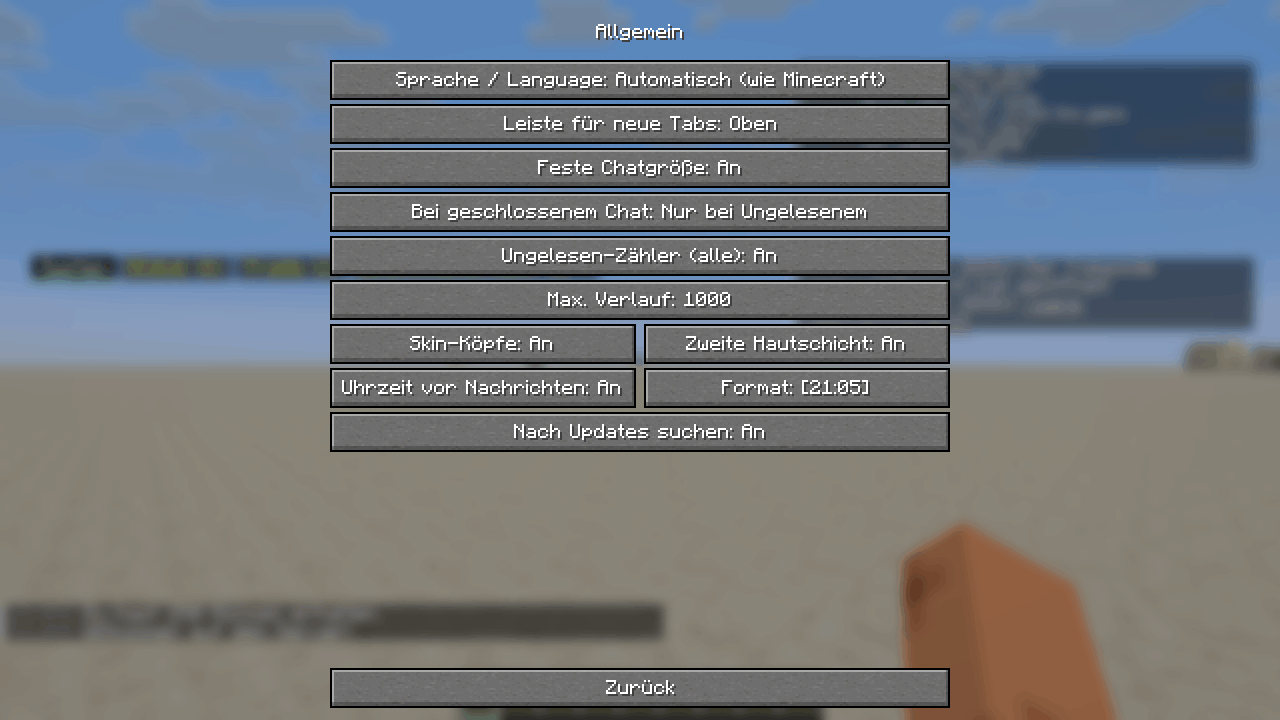 Allgemein
Sprache / Language: Automatisch (wie Minecraft)
Leiste für neue Tabs: Oben
Feste Chatgröße: An
Bei geschlossenem Chat: Nur bei Ungelesenem
Ungelesen-Zähler (alle): An
Max. Verlauf: 1000
Skin-Köpfe: An
Zweite Hautschicht: An
Uhrzeit vor Nachrichten: An
Format: [21:05]
Nach Updates suchen: An
Zurück